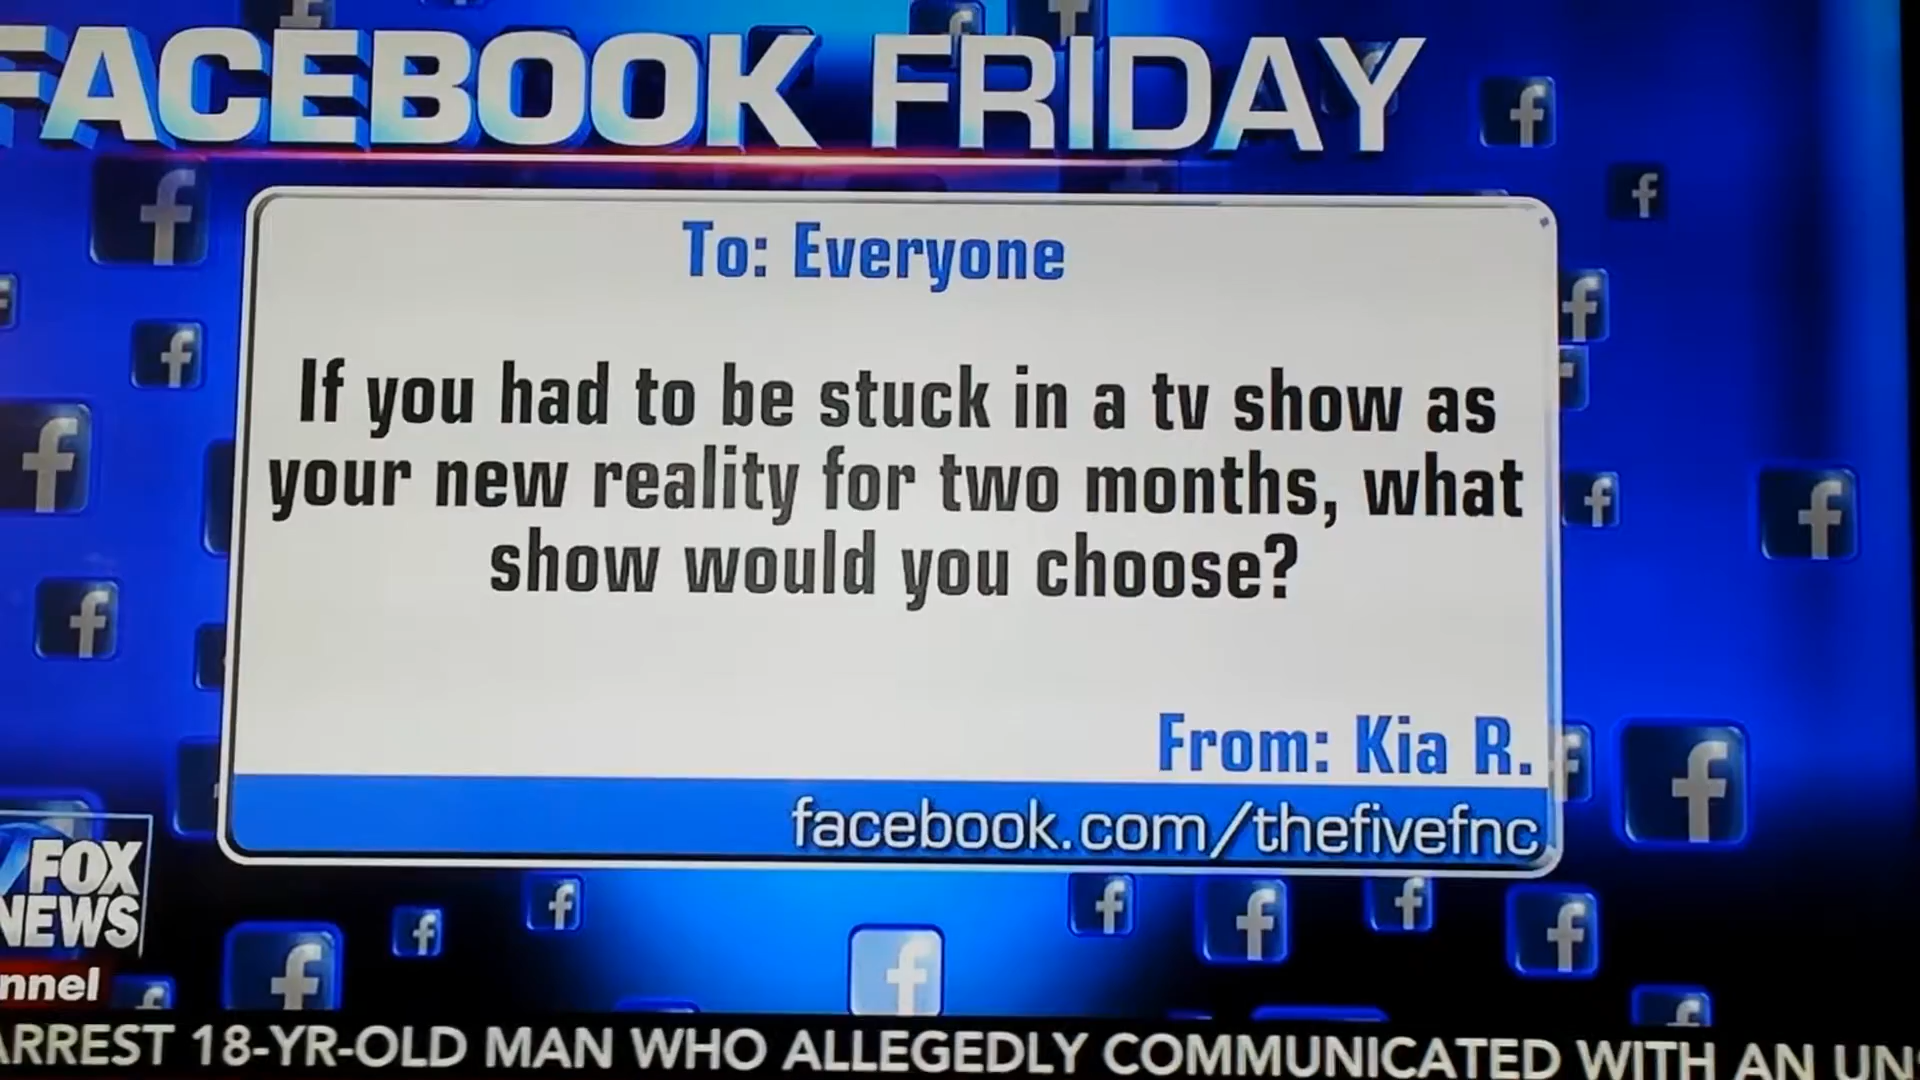 FACEBOOK FRIDAY
To: Everyone
If you had to be stuck in a tv show as
your new reality for two months, what
show would you choose?
From: Kia R.
facebook.com/thefivefnc
FOX
NEWS
nnel
ARREST 18-YR-OLD MAN WHO ALLEGEDLY COMMUNICATED WITH AN UN